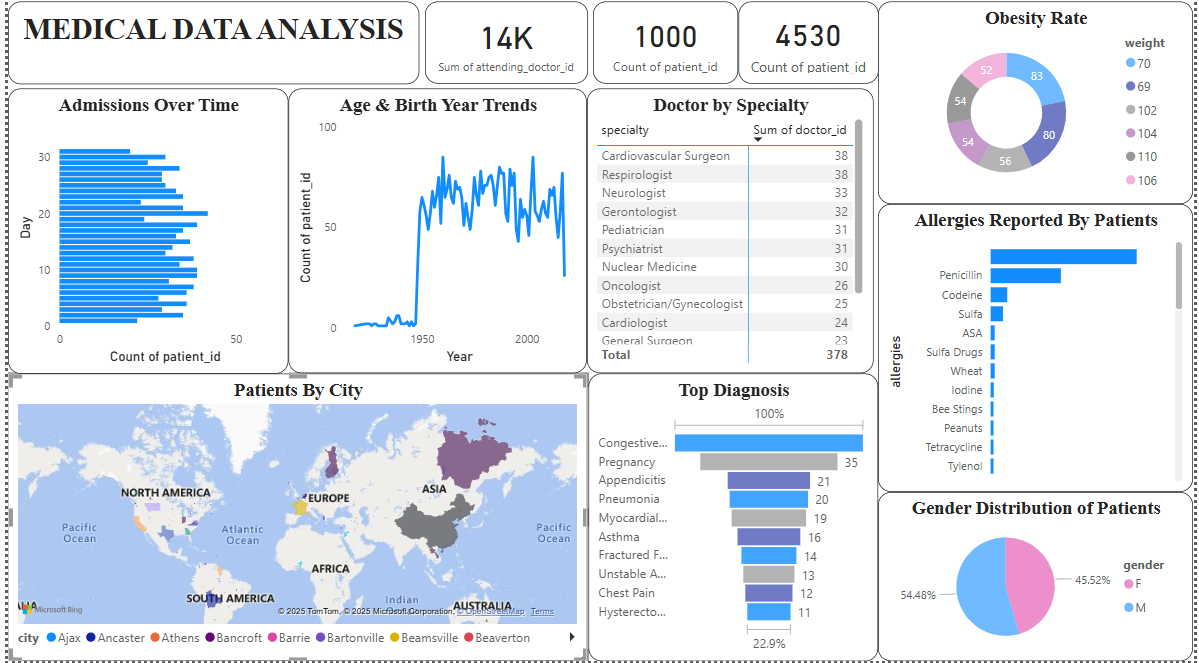 MEDICAL DATA ANALYSIS
14K
Sum of attending_doctor_id
1000
Count of patient_id
4530
Count of patient_id
Obesity Rate
weight
70
69
102
104
110
106
83
80
56
54
54
52
Admissions Over Time
Day
30
20
10
0
0
50
Count of patient_id
Age & Birth Year Trends
Count of patient_id
100
50
0
1950
2000
Year
Doctor by Specialty
specialty Sum of doctor_id
Cardiovascular Surgeon 38
Respirologist 38
Neurologist 33
Gerontologist 32
Pediatrician 31
Psychiatrist 31
Nuclear Medicine 30
Oncologist 26
Obstetrician/Gynecologist 25
Cardiologist 24
General Surgeon 23
Total 378
Allergies Reported By Patients
allergies
Penicillin
Codeine
Sulfa
ASA
Sulfa Drugs
Wheat
Iodine
Bee Stings
Peanuts
Tetracycline
Tylenol
Patients By City
NORTH AMERICA
EUROPE
ASIA
Pacific
Ocean
Atlantic
Ocean
Pacific
Ocean
AFRICA
SOUTH AMERICA
Indian
AUSTRALIA
Microsoft Bing
© 2025 TomTom, © 2025 Microsoft Corporation, © OpenStreetMap Terms
city Ajax Ancaster Athens Bancroft Barrie Bartonville Beamsville Beaverton
Top Diagnosis
100%
Congestive...
Pregnancy 35
Appendicitis 21
Pneumonia 20
Myocardial... 19
Asthma 16
Fractured F... 14
Unstable A... 13
Chest Pain 12
Hysterecto... 11
22.9%
Gender Distribution of Patients
54.48%
45.52%
gender
F
M